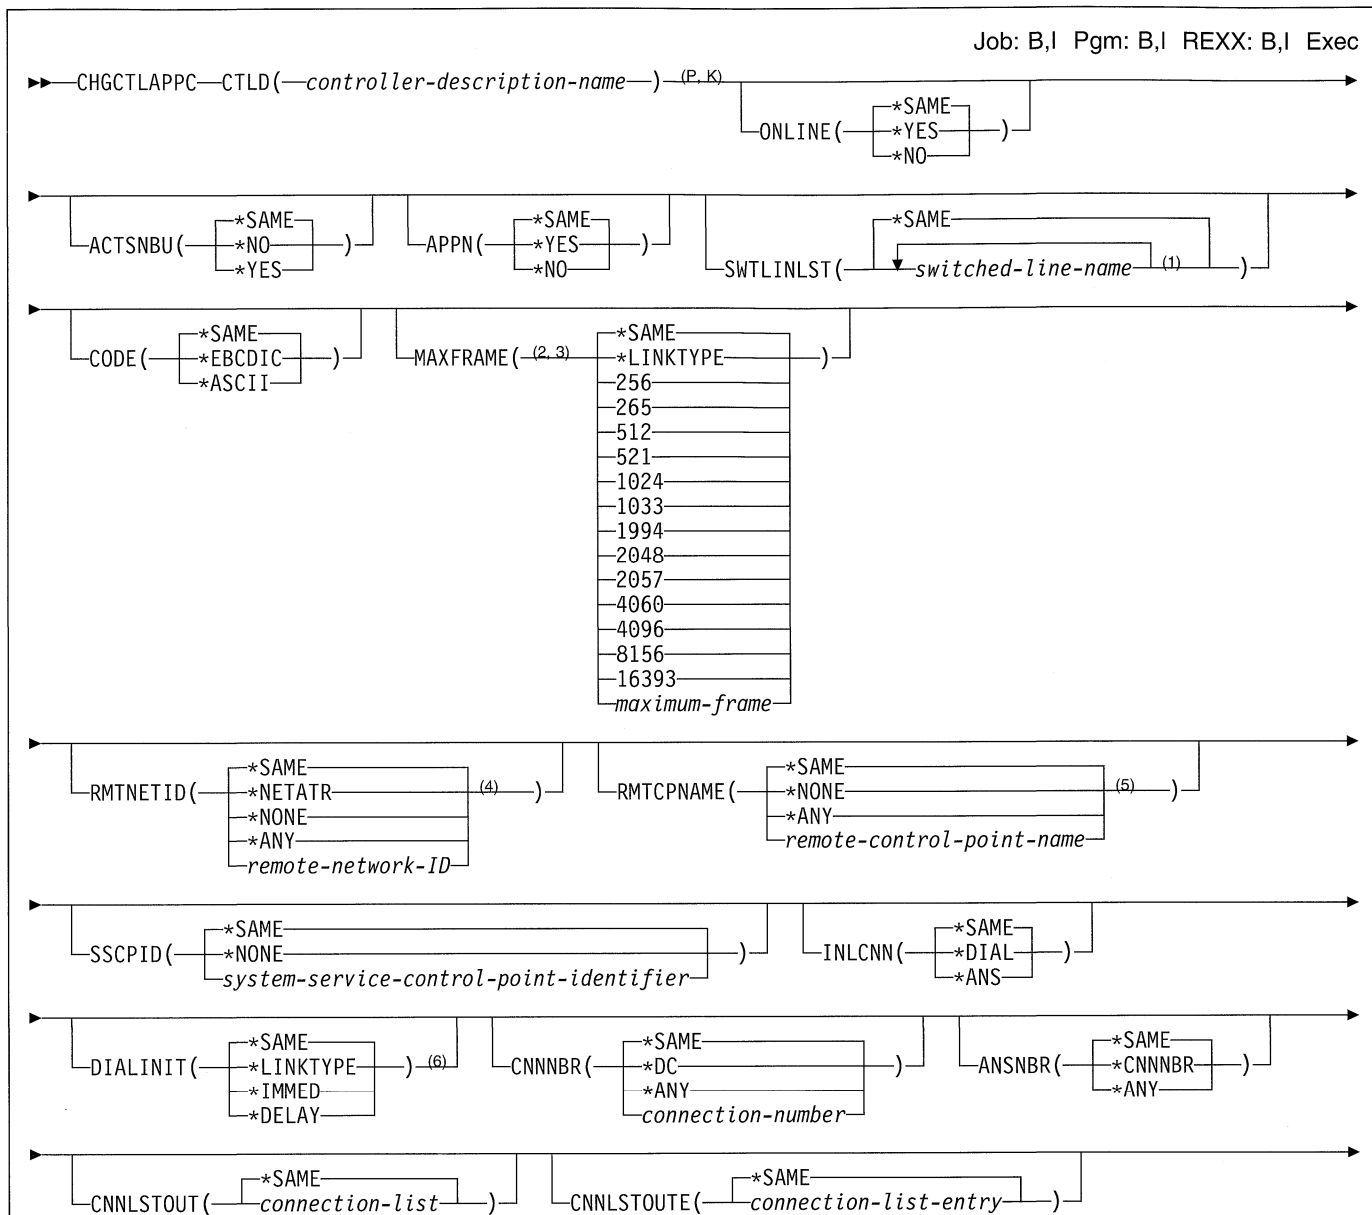 Job: B,I Pgm: B,I REXX: B,I Exec
CHGCTLAPPC CTLD( controller-description-name ) (P, K)
ONLINE( *SAME )
*YES
*NO
ACTSNBU( *SAME )
*NO
*YES
APPN( *SAME )
*YES
*NO
SWTLINLST( *SAME )
switched-line-name (1)
CODE( *SAME )
*EBCDIC
*ASCII
MAXFRAME( (2, 3) *SAME )
*LINKTYPE
256
265
512
521
1024
1033
1994
2048
2057
4060
4096
8156
16393
maximum-frame
RMTNETID( *SAME (4) )
*NETATR
*NONE
*ANY
remote-network-ID
RMTCPNAME( *SAME (5) )
*NONE
*ANY
remote-control-point-name
SSCPID( *SAME )
*NONE
system-service-control-point-identifier
INLCNN( *SAME )
*DIAL
*ANS
DIALINIT( *SAME ) (6)
*LINKTYPE
*IMMED
*DELAY
CNNNBR( *SAME )
*DC
*ANY
connection-number
ANSNBR( *SAME )
*CNNNBR
*ANY
CNNLSTOUT( *SAME )
connection-list
CNNLSTOUTE( *SAME )
connection-list-entry